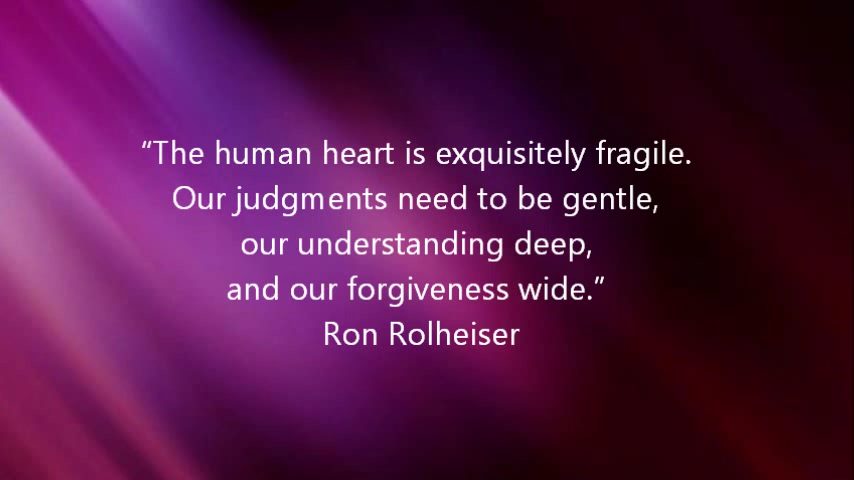 “The human heart is exquisitely fragile.
Our judgments need to be gentle,
our understanding deep,
and our forgiveness wide.”
Ron Rolheiser